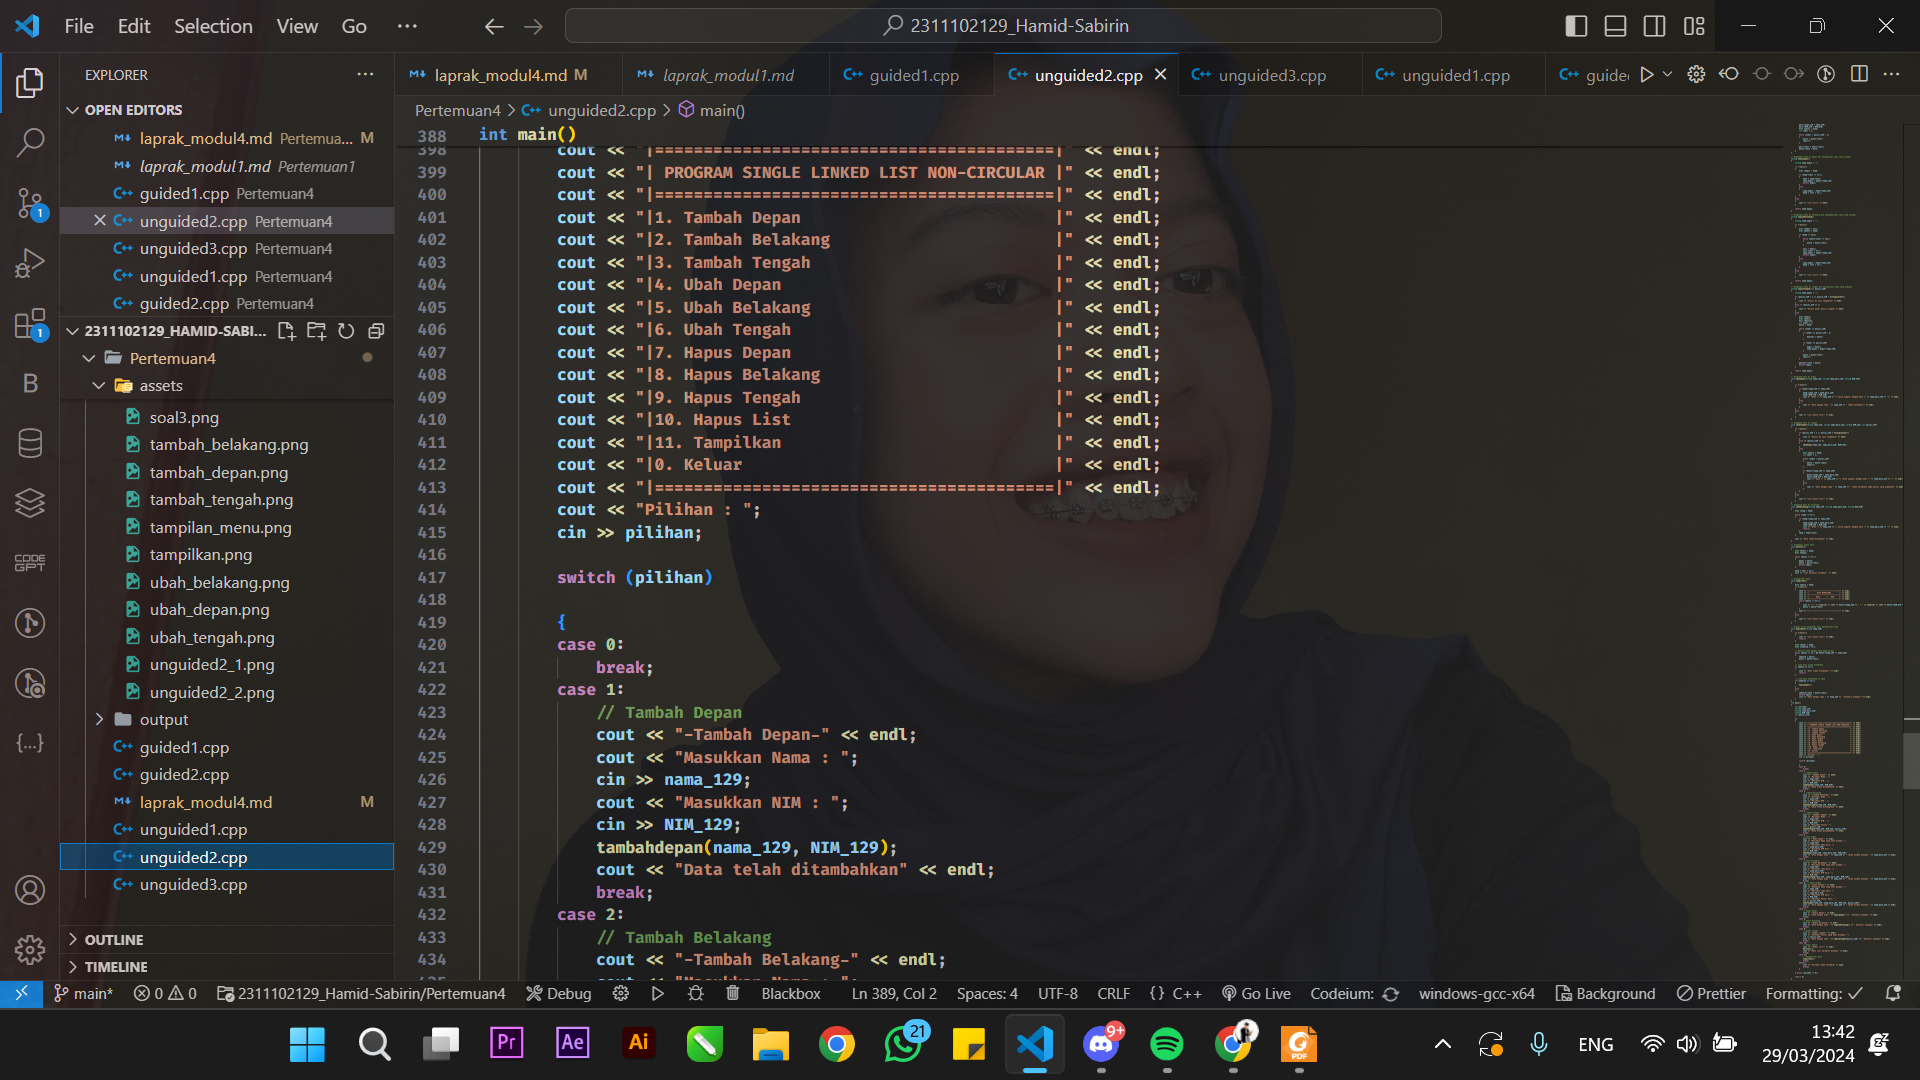 File Edit Selection View Go ··· 2311102129_Hamid-Sabirin
EXPLORER
OPEN EDITORS
laprak_modul4.md Pertemua... M
laprak_modul1.md Pertemuan1
guided1.cpp Pertemuan4
unguided2.cpp Pertemuan4
unguided3.cpp Pertemuan4
unguided1.cpp Pertemuan4
guided2.cpp Pertemuan4
2311102129_HAMID-SABI...
Pertemuan4
assets
soal3.png
tambah_belakang.png
tambah_depan.png
tambah_tengah.png
tampilan_menu.png
tampilkan.png
ubah_belakang.png
ubah_depan.png
ubah_tengah.png
unguided2_1.png
unguided2_2.png
output
guided1.cpp
guided2.cpp
laprak_modul4.md M
unguided1.cpp
unguided2.cpp
unguided3.cpp
OUTLINE
TIMELINE
1
1
B
CODE
GPT
laprak_modul4.md M laprak_modul1.md guided1.cpp unguided2.cpp unguided3.cpp unguided1.cpp guide
Pertemuan4 > unguided2.cpp > main()
388 int main()
398 cout << "|=========================================|" << endl;
399 cout << "| PROGRAM SINGLE LINKED LIST NON-CIRCULAR |" << endl;
400 cout << "|=========================================|" << endl;
401 cout << "|1. Tambah Depan                          |" << endl;
402 cout << "|2. Tambah Belakang                       |" << endl;
403 cout << "|3. Tambah Tengah                         |" << endl;
404 cout << "|4. Ubah Depan                            |" << endl;
405 cout << "|5. Ubah Belakang                         |" << endl;
406 cout << "|6. Ubah Tengah                           |" << endl;
407 cout << "|7. Hapus Depan                           |" << endl;
408 cout << "|8. Hapus Belakang                        |" << endl;
409 cout << "|9. Hapus Tengah                          |" << endl;
410 cout << "|10. Hapus List                           |" << endl;
411 cout << "|11. Tampilkan                            |" << endl;
412 cout << "|0. Keluar                                |" << endl;
413 cout << "|=========================================|" << endl;
414 cout << "Pilihan : ";
415 cin >> pilihan;
416
417 switch (pilihan)
418
419 {
420 case 0:
421 break;
422 case 1:
423 // Tambah Depan
424 cout << "-Tambah Depan-" << endl;
425 cout << "Masukkan Nama : ";
426 cin >> nama_129;
427 cout << "Masukkan NIM : ";
428 cin >> NIM_129;
429 tambahdepan(nama_129, NIM_129);
430 cout << "Data telah ditambahkan" << endl;
431 break;
432 case 2:
433 // Tambah Belakang
434 cout << "-Tambah Belakang-" << endl;
main* 0 0 2311102129_Hamid-Sabirin/Pertemuan4 Debug Blackbox Ln 389, Col 2 Spaces: 4 UTF-8 CRLF {} C++ Go Live Codeium: windows-gcc-x64 Background Prettier Formatting: ✓
Pr Ae Ai 21 9+ PDF ENG 13:42
29/03/2024